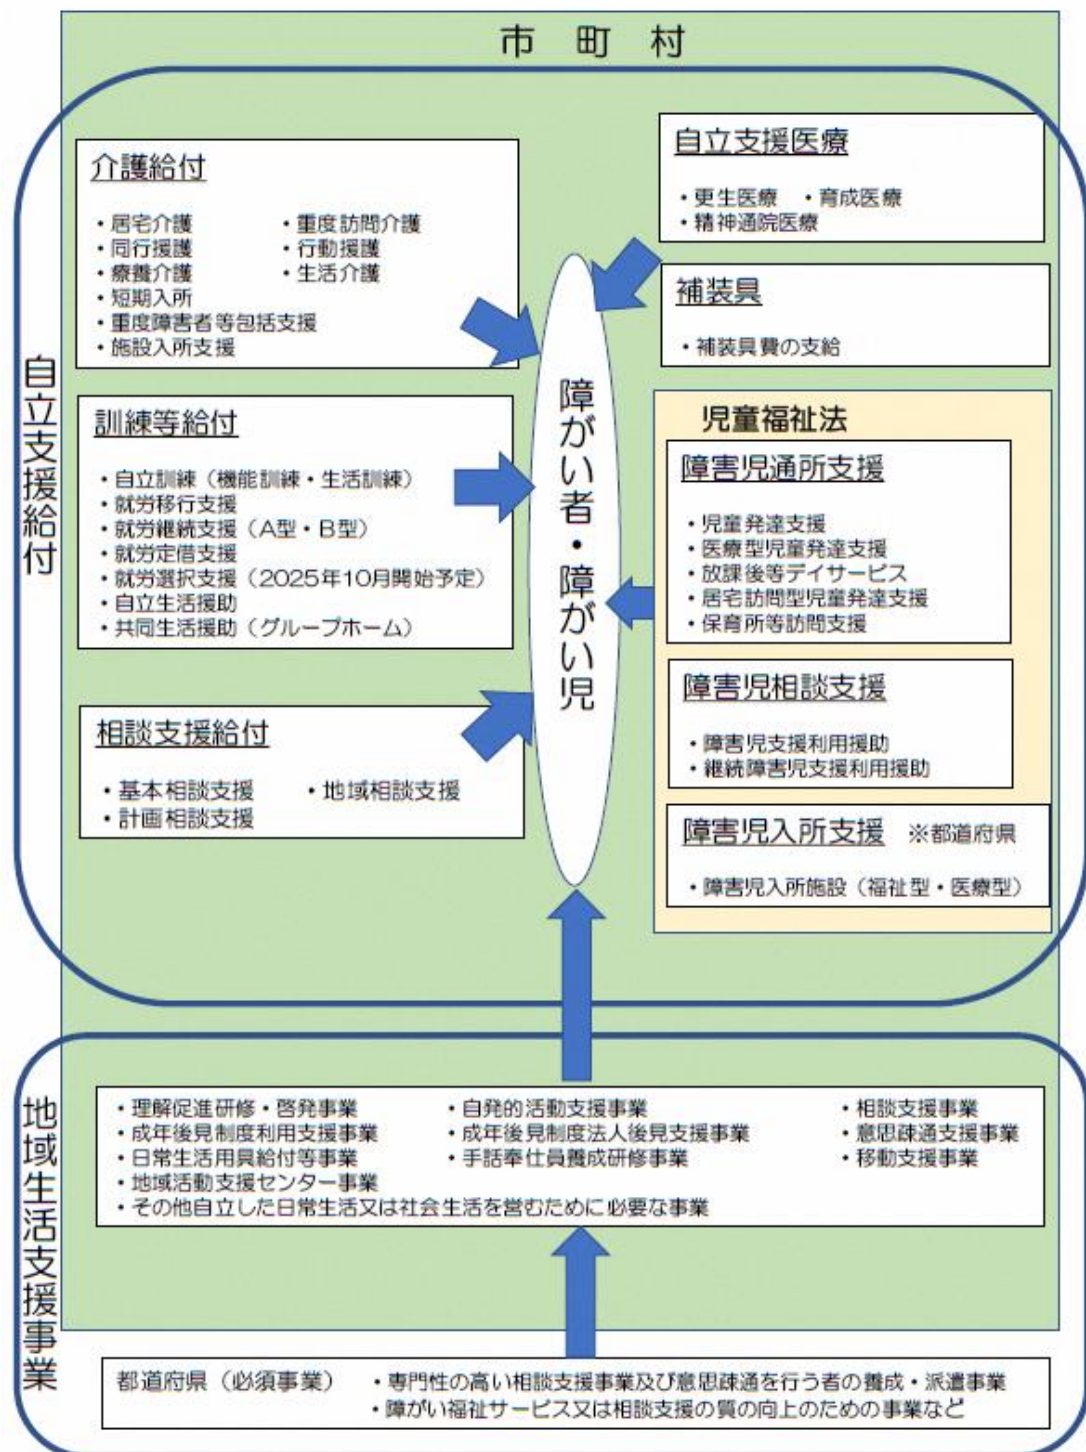 市町村
自立支援給付
介護給付
・居宅介護 ・重度訪問介護
・同行援護 ・行動援護
・療養介護 ・生活介護
・短期入所
・重度障害者等包括支援
・施設入所支援
訓練等給付
・自立訓練（機能訓練・生活訓練）
・就労移行支援
・就労継続支援（A型・B型）
・就労定借支援
・就労選択支援（2025年10月開始予定）
・自立生活援助
・共同生活援助（グループホーム）
相談支援給付
・基本相談支援 ・地域相談支援
・計画相談支援
障がい者・障がい児
自立支援医療
・更生医療 ・育成医療
・精神通院医療
補装具
・補装具費の支給
児童福祉法
障害児通所支援
・児童発達支援
・医療型児童発達支援
・放課後等デイサービス
・居宅訪問型児童発達支援
・保育所等訪問支援
障害児相談支援
・障害児支援利用援助
・継続障害児支援利用援助
障害児入所支援 ※都道府県
・障害児入所施設（福祉型・医療型）
地域生活支援事業
・理解促進研修・啓発事業 ・自発的活動支援事業 ・相談支援事業
・成年後見制度利用支援事業 ・成年後見制度法人後見支援事業 ・意思疎通支援事業
・日常生活用具給付等事業 ・手話奉仕員養成研修事業 ・移動支援事業
・地域活動支援センター事業
・その他自立した日常生活又は社会生活を営むために必要な事業
都道府県（必須事業） ・専門性の高い相談支援事業及び意思疎通を行う者の養成・派遣事業
・障がい福祉サービス又は相談支援の質の向上のための事業など